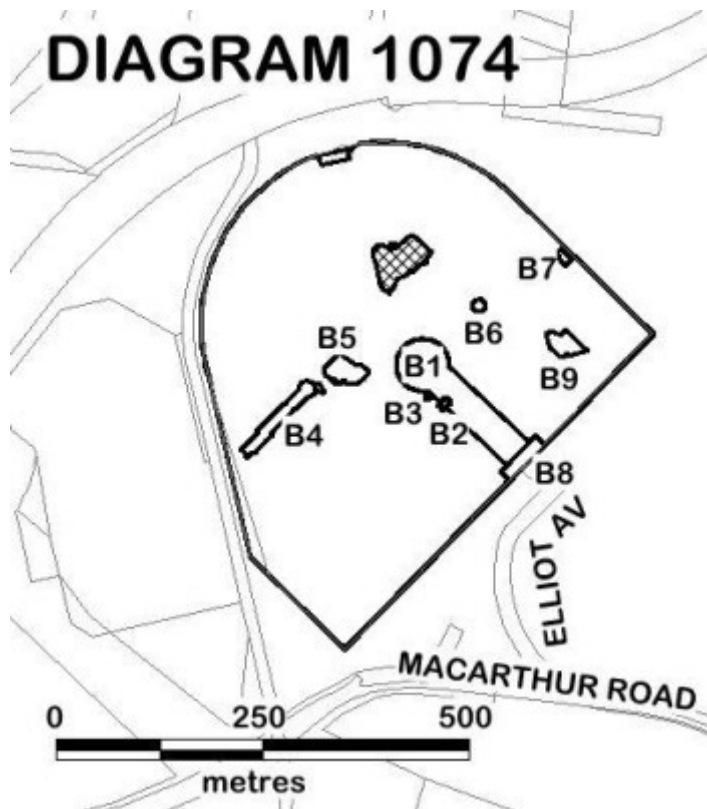 DIAGRAM 1074
B7
B6
B5
B1
B9
B3
B2
B4
B8
ELLIOT AV
MACARTHUR ROAD
0 250 500
metres